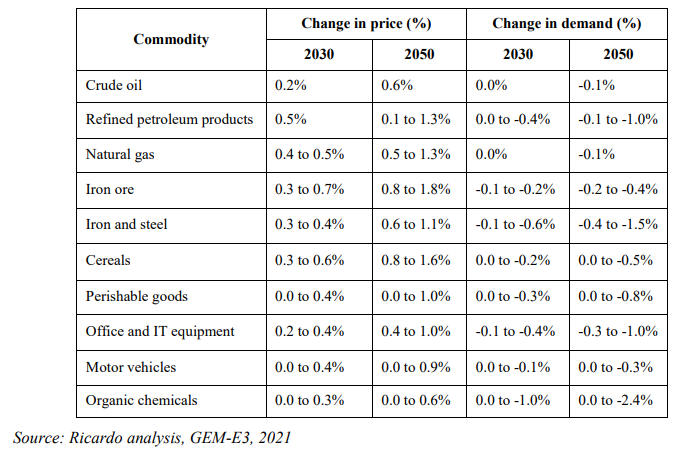 Commodity Change in price (%) Change in demand (%)
2030 2050 2030 2050
Crude oil 0.2% 0.6% 0.0% -0.1%
Refined petroleum products 0.5% 0.1 to 1.3% 0.0 to -0.4% -0.1 to -1.0%
Natural gas 0.4 to 0.5% 0.5 to 1.3% 0.0% -0.1%
Iron ore 0.3 to 0.7% 0.8 to 1.8% -0.1 to -0.2% -0.2 to -0.4%
Iron and steel 0.3 to 0.4% 0.6 to 1.1% -0.1 to -0.6% -0.4 to -1.5%
Cereals 0.3 to 0.6% 0.8 to 1.6% 0.0 to -0.2% 0.0 to -0.5%
Perishable goods 0.0 to 0.4% 0.0 to 1.0% 0.0 to -0.3% 0.0 to -0.8%
Office and IT equipment 0.2 to 0.4% 0.4 to 1.0% -0.1 to -0.4% -0.3 to -1.0%
Motor vehicles 0.0 to 0.4% 0.0 to 0.9% 0.0 to -0.1% 0.0 to -0.3%
Organic chemicals 0.0 to 0.3% 0.0 to 0.6% 0.0 to -1.0% 0.0 to -2.4%
Source: Ricardo analysis, GEM-E3, 2021